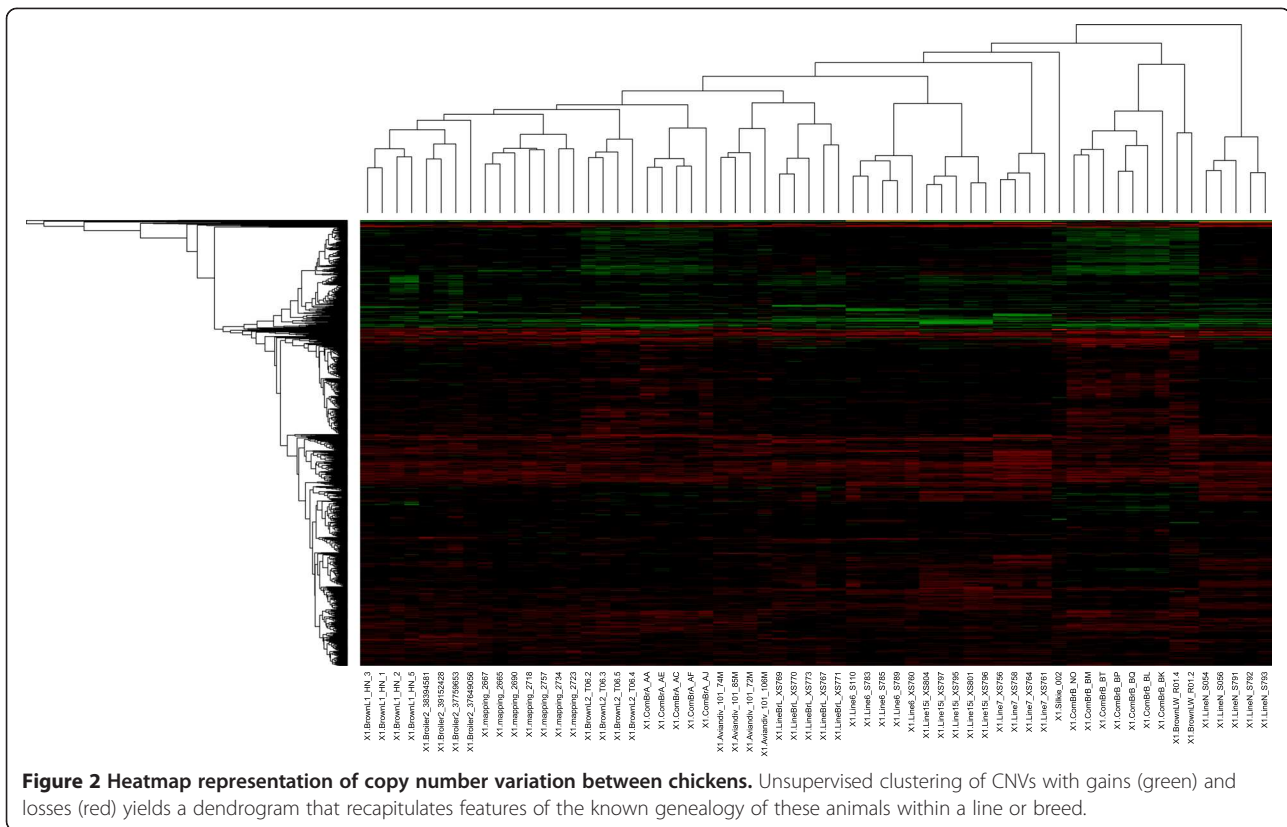 X1.BrownL1_HN_3
X1.BrownL1_HN_1
X1.BrownL1_HN_2
X1.BrownL1_HN_5
X1.Broiler2_38394581
X1.Broiler2_39152428
X1.Broiler2_37759653
X1.Broiler2_37649056
X1.mapping_2667
X1.mapping_2665
X1.mapping_2690
X1.mapping_2718
X1.mapping_2757
X1.mapping_2734
X1.mapping_2723
X1.BrownL2_T06.2
X1.BrownL2_T06.3
X1.BrownL2_T06.5
X1.BrownL2_T06.4
X1.ComBrA_AA
X1.ComBrA_AE
X1.ComBrA_AC
X1.ComBrA_AF
X1.ComBrA_AJ
X1.Aviandiv_101_74M
X1.Aviandiv_101_85M
X1.Aviandiv_101_72M
X1.Aviandiv_101_106M
X1.LineBrL_XS769
X1.LineBrL_XS770
X1.LineBrL_XS773
X1.LineBrL_XS767
X1.LineBrL_XS771
X1.Line6_S110
X1.Line6_S783
X1.Line6_S785
X1.Line6_S789
X1.Line6_XS760
X1.Line15i_XS804
X1.Line15i_XS797
X1.Line15i_XS795
X1.Line15i_XS801
X1.Line15i_XS796
X1.Line7_XS756
X1.Line7_XS758
X1.Line7_XS764
X1.Line7_XS761
X1.Silkie_002
X1.ComBrB_NO
X1.ComBrB_BM
X1.ComBrB_BT
X1.ComBrB_BP
X1.ComBrB_BQ
X1.ComBrB_BL
X1.ComBrB_BK
X1.BrownLW_R01.4
X1.BrownLW_R01.2
X1.LineN_S054
X1.LineN_S056
X1.LineN_S791
X1.LineN_S792
X1.LineN_S793
Figure 2 Heatmap representation of copy number variation between chickens. Unsupervised clustering of CNVs with gains (green) and
losses (red) yields a dendrogram that recapitulates features of the known genealogy of these animals within a line or breed.